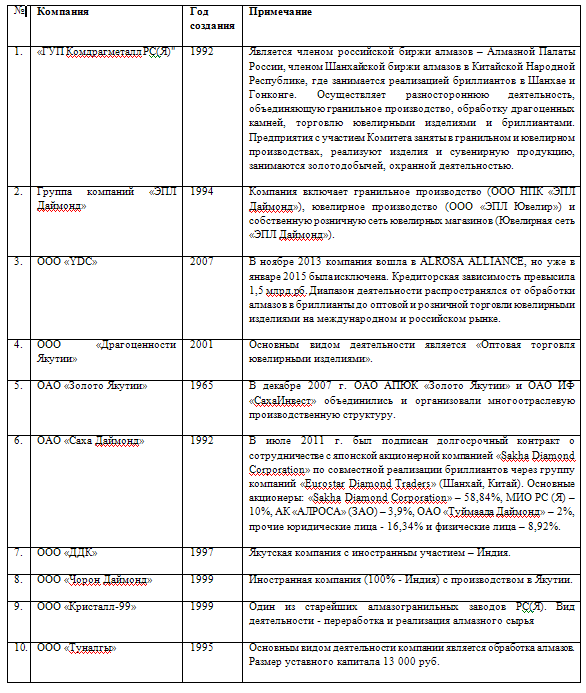 № Компания Год создания Примечание
1. «ГУП Комдрагметалл РС(Я)" 1992 Является членом российской биржи алмазов – Алмазной Палаты
России, членом Шанхайской биржи алмазов в Китайской Народной
Республике, где занимается реализацией бриллиантов в Шанхае и
Гонконге. Осуществляет разностороннюю деятельность,
объединяющую гранильное производство, обработку драгоценных
камней, торговлю ювелирными изделиями и бриллиантами.
Предприятия с участием Комитета заняты в гранильном и ювелирном
производствах, реализуют изделия и сувенирную продукцию,
занимаются золотодобычей, охранной деятельностью.
2. Группа компаний «ЭПЛ Даймонд» 1994 Компания включает гранильное производство (ООО НПК «ЭПЛ
Даймонд»), ювелирное производство (ООО «ЭПЛ Ювелир») и
собственную розничную сеть ювелирных магазинов (Ювелирная сеть
«ЭПЛ Даймонд»).
3. ООО «YDC» 2007 В ноябре 2013 компания вошла в ALROSA ALLIANCE, но уже в
январе 2015 былаисключена. Кредиторская зависимость превысила
1,5 млрд.рб. Диапазон деятельности распространялся от обработки
алмазов в бриллианты до оптовой и розничной торговли ювелирными
изделиями на международном и российском рынке.
4. ООО «Драгоценности Якутии» 2001 Основным видом деятельности является «Оптовая торговля
ювелирными изделиями».
5. ОАО «Золото Якутии» 1965 В декабре 2007 г. ОАО АПЮК «Золото Якутии» и ОАО ИФ
«СахаИнвест» объединились и организовали многоотраслевую
производственную структуру.
6. ОАО «Саха Даймонд» 1992 В июле 2011 г. был подписан долгосрочный контракт о
сотрудничестве с японской акционерной компанией «Sakha Diamond
Corporation» по совместной реализации бриллиантов через группу
компаний «Eurostar Diamond Traders» (Шанхай, Китай). Основные
акционеры: «Sakha Diamond Corporation» – 58,84%, МИО РС (Я) –
10%, АК «АЛРОСА» (ЗАО) – 3,9%, ОАО «Туймаада Даймонд» – 2%,
прочие юридические лица - 16,34% и физические лица – 8,92%.
7. ООО «ДДК» 1997 Якутская компания с иностранным участием – Индия.
8. ООО «Чорон Даймонд» 1999 Иностранная компания (100% - Индия) с производством в Якутии.
9. ООО «Кристалл-99» 1999 Один из старейших алмазогранильных заводов РС(Я). Вид
деятельности - переработка и реализация алмазного сырья
10. ООО «Туналгы» 1995 Основным видом деятельности компании является обработка алмазов.
Размер уставного капитала 13 000 руб.